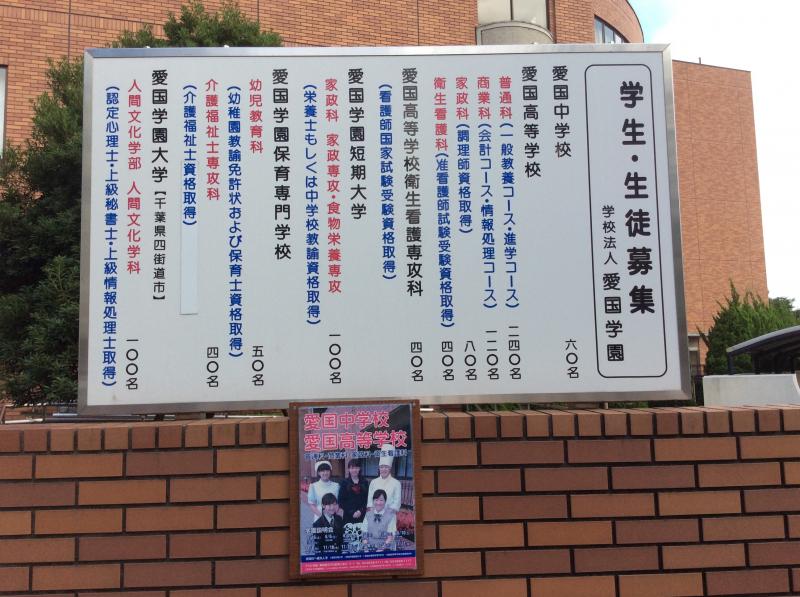 学生・生徒募集
学校法人 愛国学園
愛国中学校 六〇名
愛国高等学校
普通科(一般教養コース・進学コース) 二四〇名
商業科(会計コース・情報処理コース) 一二〇名
家政科(調理師資格取得) 八〇名
衛生看護科(准看護師試験受験資格取得) 四〇名
愛国高等学校衛生看護専攻科 四〇名
(看護師国家試験受験資格取得)
愛国学園短期大学
家政科 家政専攻・食物栄養専攻 一〇〇名
(栄養士もしくは中学校教諭資格取得)
愛国学園保育専門学校
幼児教育科 五〇名
(幼稚園教諭免許状および保育士資格取得)
介護福祉士専攻科 四〇名
(介護福祉士資格取得)
愛国学園大学【千葉県四街道市】
人間文化学部 人間文化学科 一〇〇名
(認定心理士・上級秘書士・上級情報処理士取得)
愛国中学校
愛国高等学校
普通科・商業科・家政科・衛生看護科